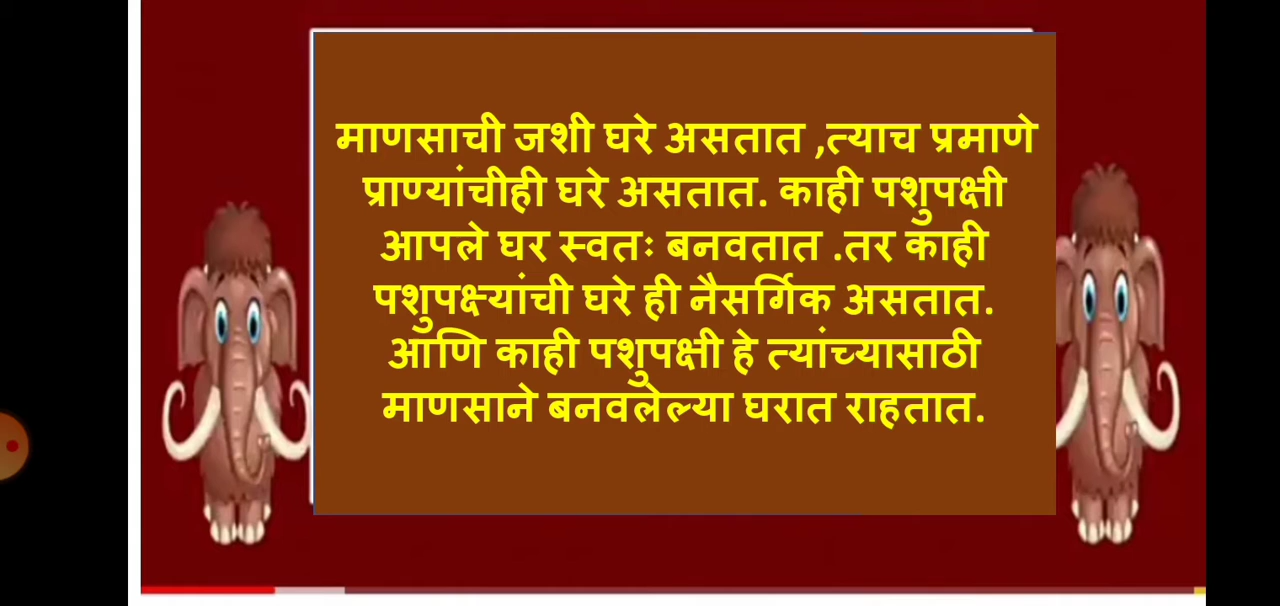 माणसाची जशी घरे असतात ,त्याच प्रमाणे
प्राण्यांचीही घरे असतात. काही पशुपक्षी
आपले घर स्वतः बनवतात .तर काही
पशुपक्ष्यांची घरे ही नैसर्गिक असतात.
आणि काही पशुपक्षी हे त्यांच्यासाठी
माणसाने बनवलेल्या घरात राहतात.